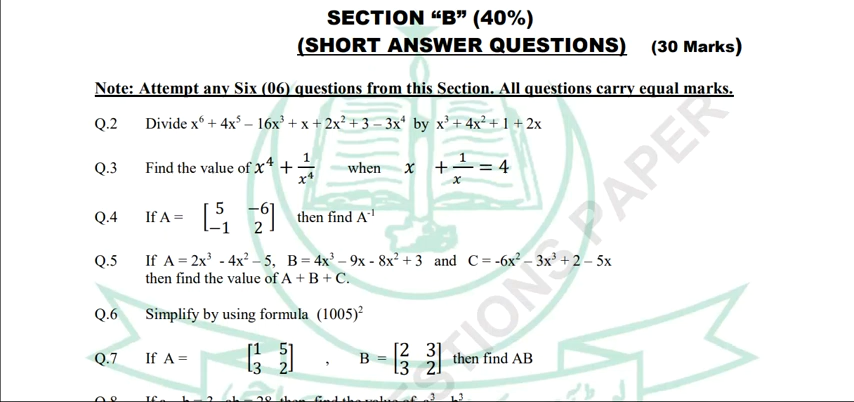 SECTION “B” (40%)
(SHORT ANSWER QUESTIONS) (30 Marks)
Note: Attempt any Six (06) questions from this Section. All questions carry equal marks.
Q.2 Divide x⁶ + 4x⁵ – 16x³ + x + 2x² + 3 – 3x⁴ by x³ + 4x² + 1 + 2x
Q.3 Find the value of x⁴ + 1/x⁴ when x + 1/x = 4
Q.4 If A = [5 −6; −1 2] then find A⁻¹
Q.5 If A = 2x³ - 4x² – 5, B = 4x³ – 9x - 8x² + 3 and C = -6x² – 3x³ + 2 – 5x
then find the value of A + B + C.
Q.6 Simplify by using formula (1005)²
Q.7 If A = [1 5; 3 2] , B = [2 3; 3 2] then find AB
STIONS PAPER